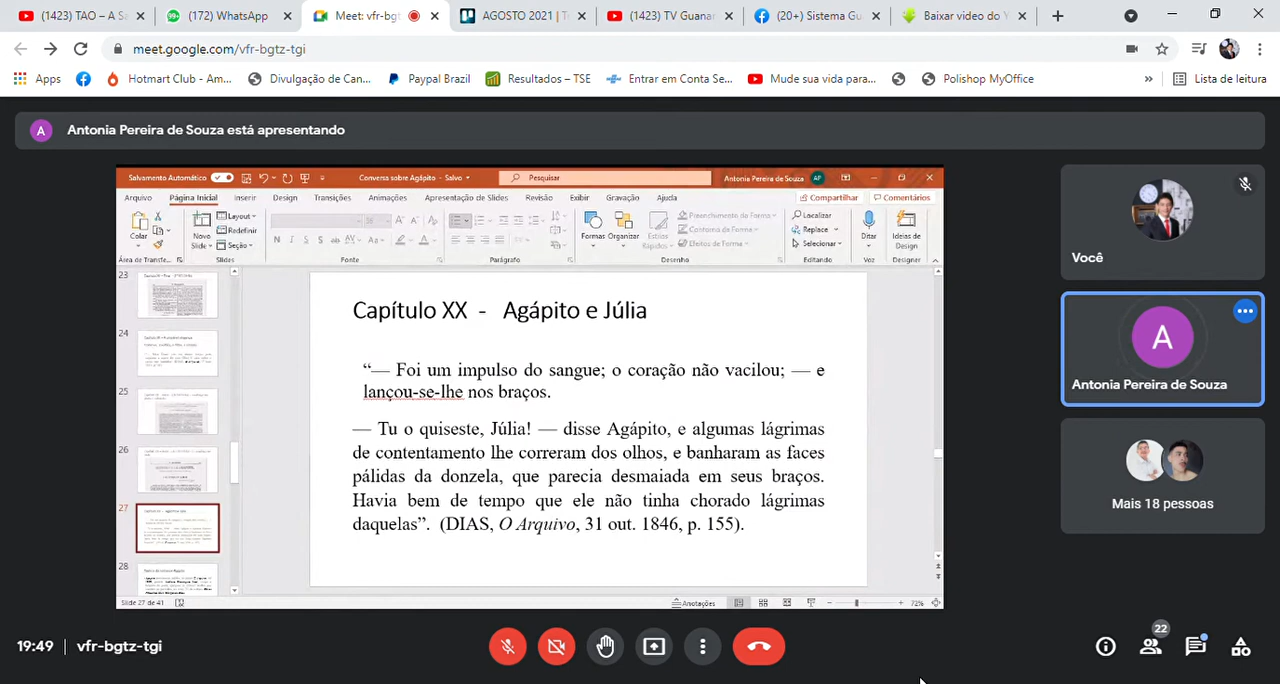 (1423) TAO – A Sa
(172) WhatsApp
Meet: vfr-bg
AGOSTO 2021 | T
(1423) TV Guanar
(20+) Sistema Gu
Baixar video do Y
meet.google.com/vfr-bgtz-tgi
Apps
Hotmart Club - Am...
Divulgação de Can...
Paypal Brazil
Resultados – TSE
Entrar em Conta S...
Mude sua vida para...
Polishop MyOffice
»
Lista de leitura
A
Antonia Pereira de Souza está apresentando
Salvamento Automático
Conversa sobre Agápito - Salvo
Pesquisar
Antonia Pereira de Souza
AP
Arquivo
Página Inicial
Inserir
Design
Transições
Animações
Apresentação de Slides
Revisão
Exibir
Gravação
Ajuda
Compartilhar
Comentários
Colar
Novo
Slide
Layout
Redefinir
Seção
N I S S
Aa
Formas
Organizar
Estilos
Rápidos
Preenchimento da Forma
Contorno da Forma
Efeitos de Forma
Localizar
Replace
Selecionar
Ditar
Ideias de
Design
Área de Transfe...
Slides
Fonte
Parágrafo
Desenho
Editando
Voz
Designer
23
24
25
26
27
28
Capítulo XX - Agápito e Júlia
“— Foi um impulso do sangue; o coração não vacilou; — e
lançou-se-lhe nos braços.
— Tu o quiseste, Júlia! — disse Agápito, e algumas lágrimas
de contentamento lhe correram dos olhos, e banharam as faces
pálidas da donzela, que parecia desmaiada em seus braços.
Havia bem de tempo que ele não tinha chorado lágrimas
daquelas”. (DIAS, O Arquivo, 31 out. 1846, p. 155).
Slide 27 de 41
Anotações
72%
Você
A
Antonia Pereira de Souza
Mais 18 pessoas
19:49 | vfr-bgtz-tgi
22